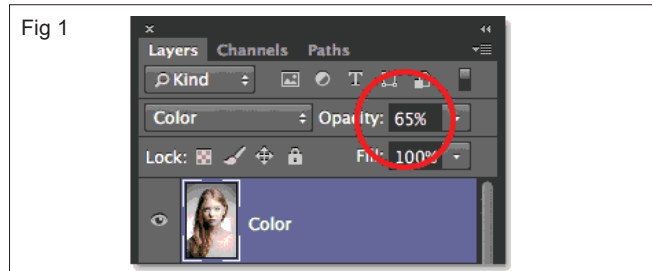 Fig 1
Layers Channels Paths
Kind
Color Opacity: 65%
Lock: Fill: 100%
Color